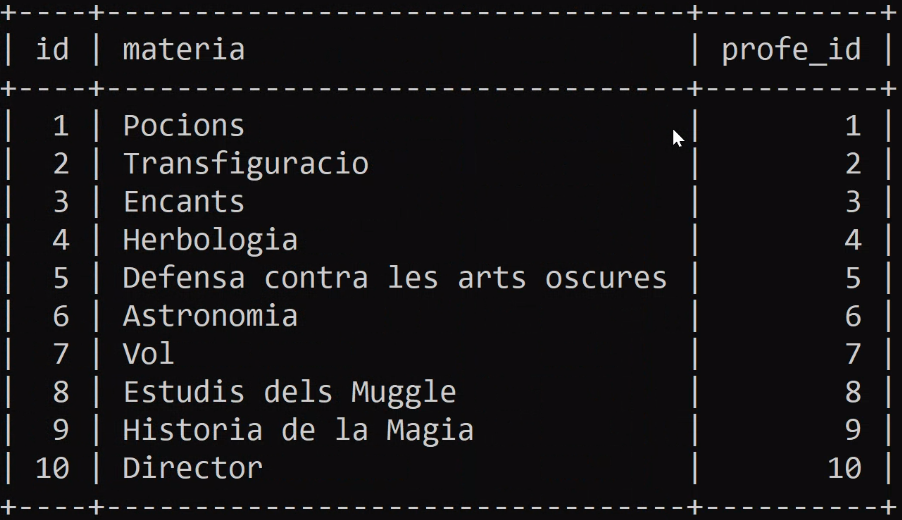 +----+---------------------------------+----------+
| id | materia                         | profe_id |
+----+---------------------------------+----------+
|  1 | Pocions                         |        1 |
|  2 | Transfiguracio                  |        2 |
|  3 | Encants                         |        3 |
|  4 | Herbologia                      |        4 |
|  5 | Defensa contra les arts oscures |        5 |
|  6 | Astronomia                      |        6 |
|  7 | Vol                             |        7 |
|  8 | Estudis dels Muggle             |        8 |
|  9 | Historia de la Magia            |        9 |
| 10 | Director                        |       10 |
+----+---------------------------------+----------+